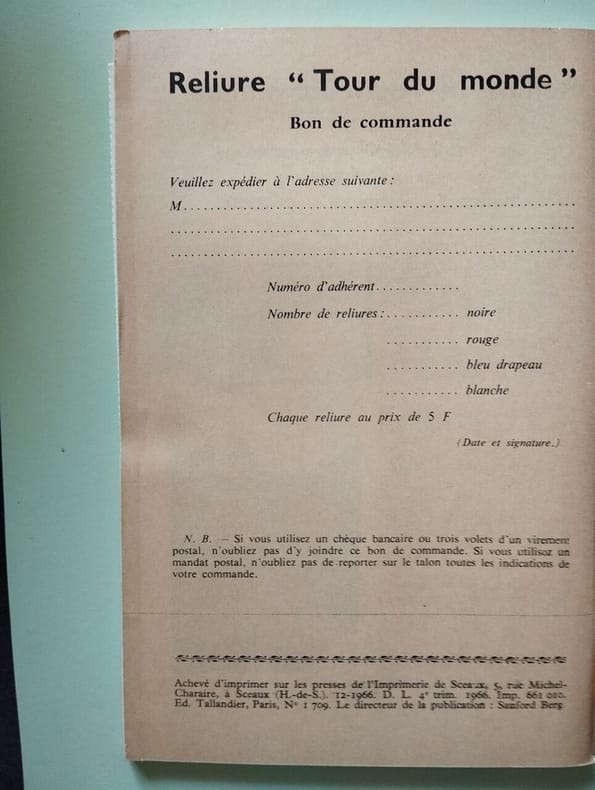 Reliure “ Tour du monde ”
Bon de commande
Veuillez expédier à l'adresse suivante :
M............................................................
............................................................
............................................................
Numéro d'adhérent.............
Nombre de reliures :........... noire
........... rouge
........... bleu drapeau
........... blanche
Chaque reliure au prix de 5 F
(Date et signature.)
N. B. — Si vous utilisez un chèque bancaire ou trois volets d'un virement
postal, n'oubliez pas d'y joindre ce bon de commande. Si vous utilisez un
mandat postal, n'oubliez pas de reporter sur le talon toutes les indications de
votre commande.
Achevé d'imprimer sur les presses de l'Imprimerie de Sceaux, 5, rue Michel-
Charaire, à Sceaux (H.-de-S.). 12-1966. D. L. 4e trim. 1966. Imp. 661 010.
Ed. Tallandier, Paris, No 1 709. Le directeur de la publication : Sanford Berg